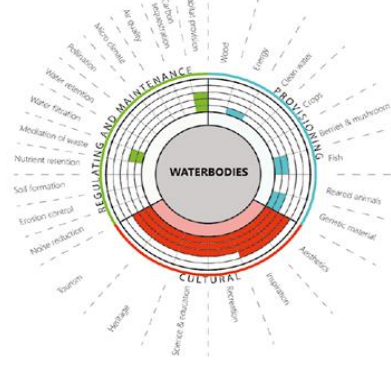 WATERBODIES
REGULATING AND MAINTENANCE
PROVISIONING
CULTURAL
Wood
Energy
Clean water
Crops
Berries & mushroom
Fish
Reared animals
Genetic material
Aesthetics
Inspiration
Recreation
Science & education
Heritage
Tourism
Noise reduction
Erosion control
Soil formation
Nutrient retention
Mediation of waste
Water filtration
Water retention
Pollination
Micro climate
Air quality